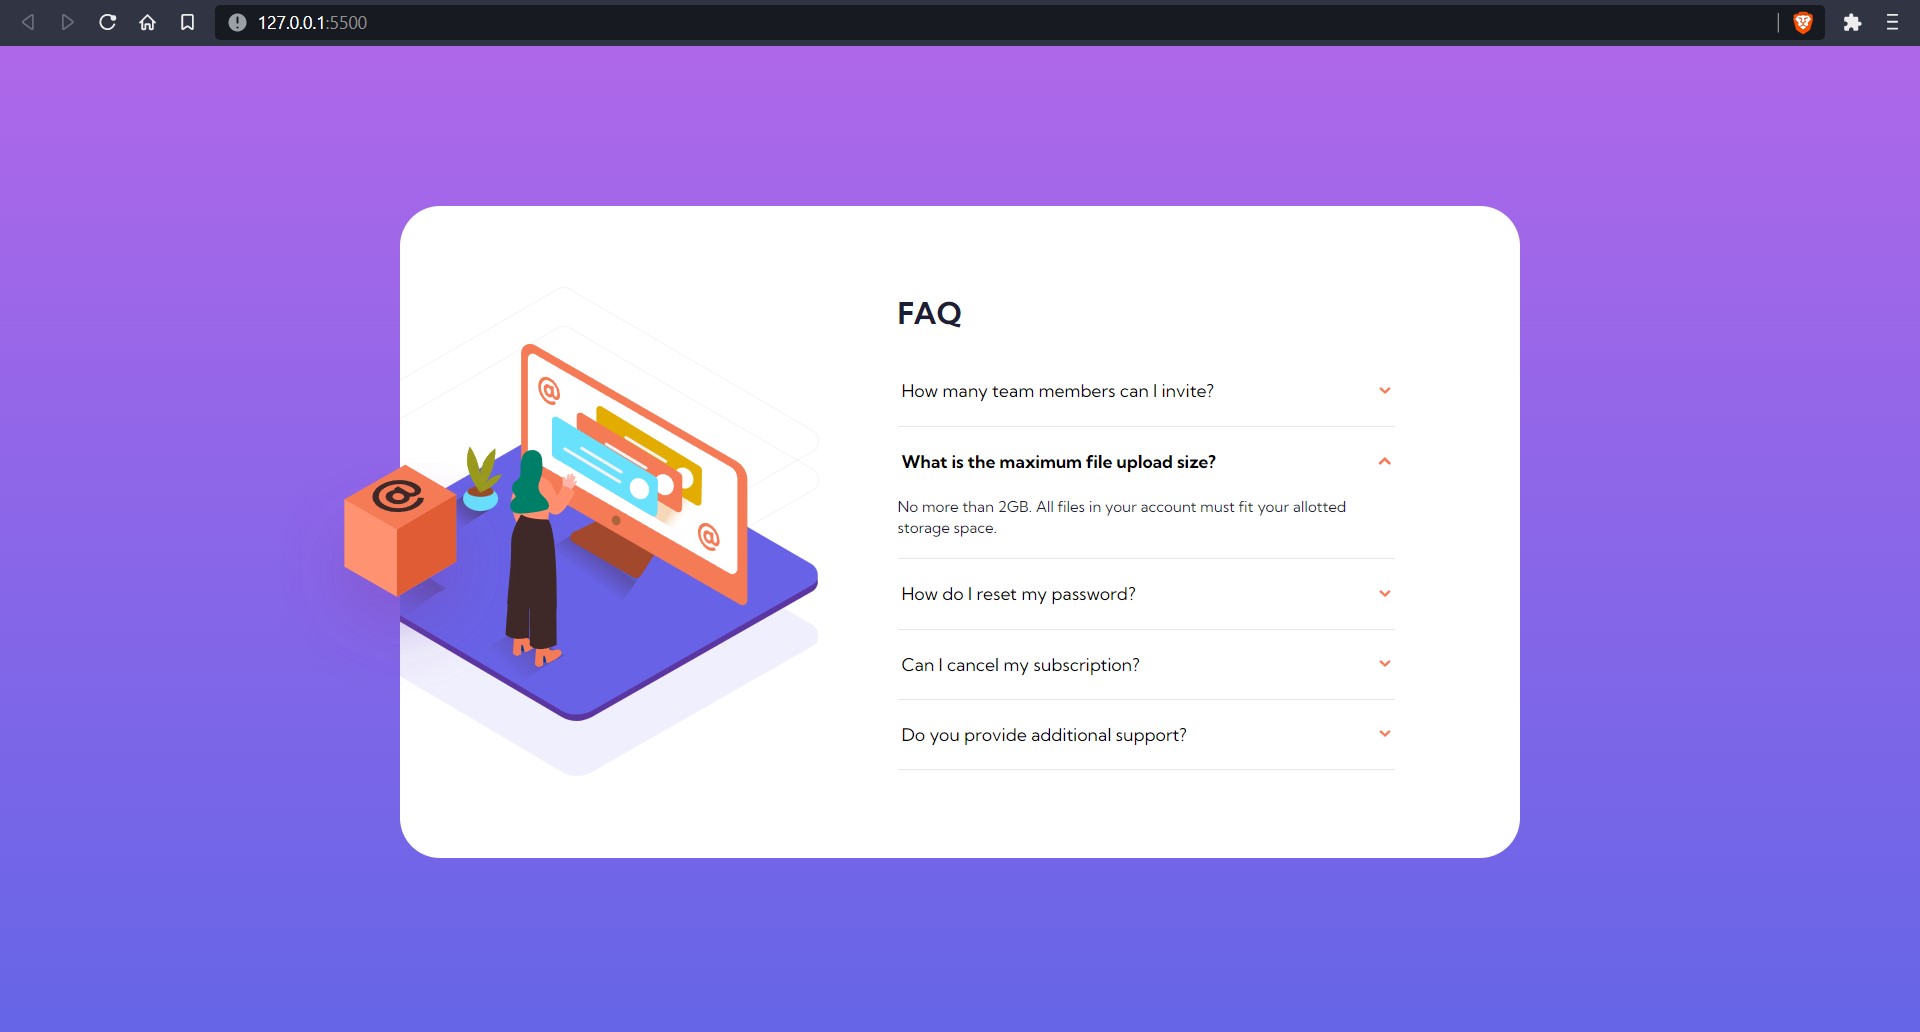 127.0.0.1:5500
FAQ
How many team members can I invite?
What is the maximum file upload size?
No more than 2GB. All files in your account must fit your allotted
storage space.
How do I reset my password?
Can I cancel my subscription?
Do you provide additional support?
@
@
@